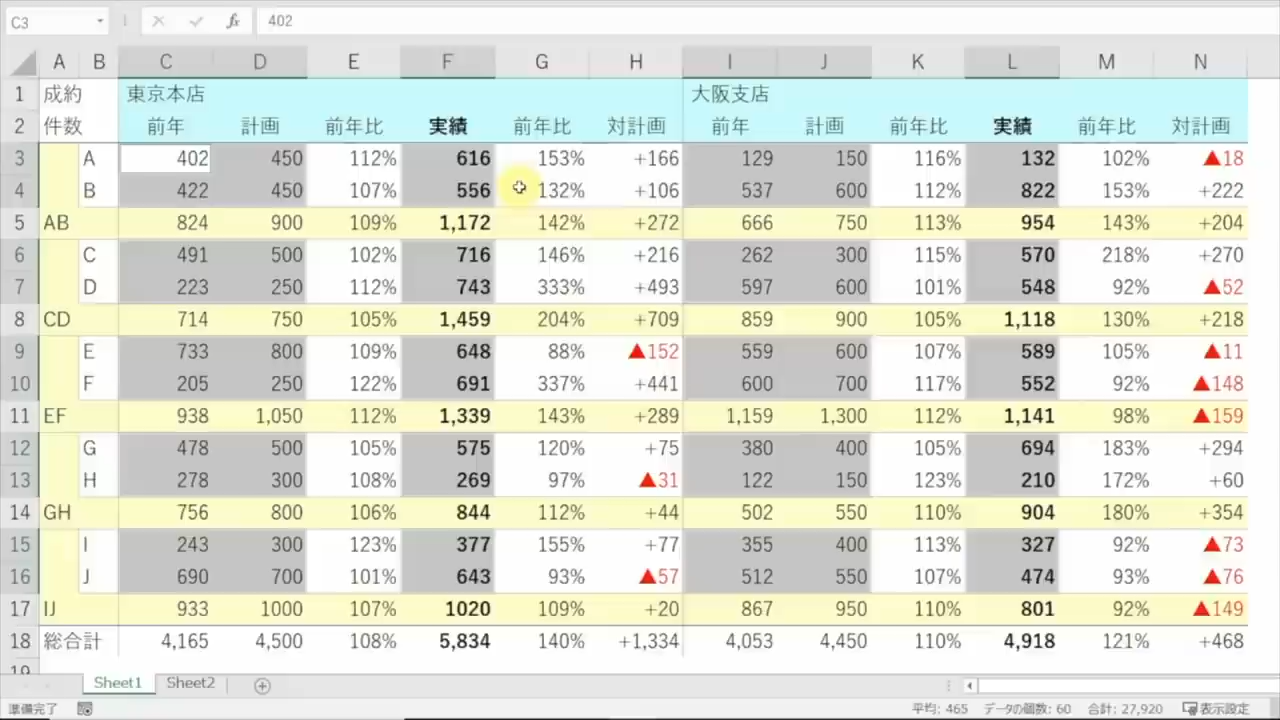 C3 402
A B C D E F G H I J K L M N
1 成約 東京本店 大阪支店
2 件数 前年 計画 前年比 実績 前年比 対計画 前年 計画 前年比 実績 前年比 対計画
3 A 402 450 112% 616 153% +166 129 150 116% 132 102% ▲18
4 B 422 450 107% 556 132% +106 537 600 112% 822 153% +222
5 AB 824 900 109% 1,172 142% +272 666 750 113% 954 143% +204
6 C 491 500 102% 716 146% +216 262 300 115% 570 218% +270
7 D 223 250 112% 743 333% +493 597 600 101% 548 92% ▲52
8 CD 714 750 105% 1,459 204% +709 859 900 105% 1,118 130% +218
9 E 733 800 109% 648 88% ▲152 559 600 107% 589 105% ▲11
10 F 205 250 122% 691 337% +441 600 700 117% 552 92% ▲148
11 EF 938 1,050 112% 1,339 143% +289 1,159 1,300 112% 1,141 98% ▲159
12 G 478 500 105% 575 120% +75 380 400 105% 694 183% +294
13 H 278 300 108% 269 97% ▲31 122 150 123% 210 172% +60
14 GH 756 800 106% 844 112% +44 502 550 110% 904 180% +354
15 I 243 300 123% 377 155% +77 355 400 113% 327 92% ▲73
16 J 690 700 101% 643 93% ▲57 512 550 107% 474 93% ▲76
17 IJ 933 1000 107% 1020 109% +20 867 950 110% 801 92% ▲149
18 総合計 4,165 4,500 108% 5,834 140% +1,334 4,053 4,450 110% 4,918 121% +468
19
Sheet1 Sheet2
準備完了 平均: 465 データの個数: 60 合計: 27,920 表示設定